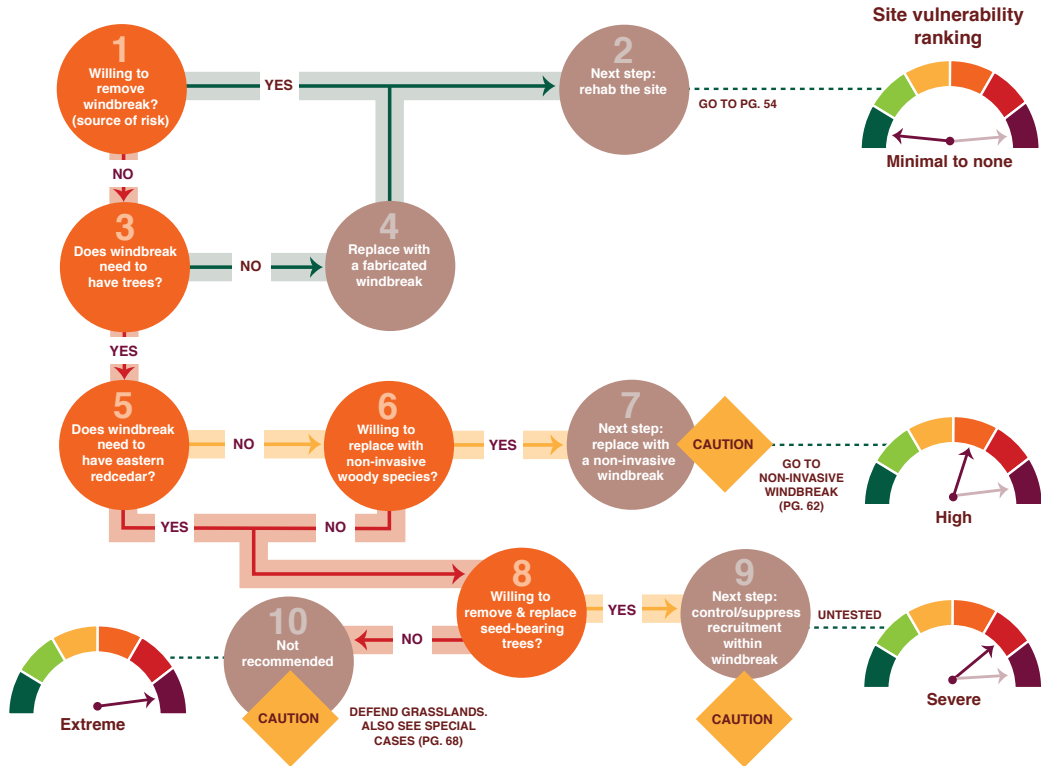 Site vulnerability
ranking
1
Willing to
remove
windbreak?
(source of risk)
YES
2
Next step:
rehab the site
GO TO PG. 54
Minimal to none
NO
3
Does windbreak
need to
have trees?
NO
4
Replace with
a fabricated
windbreak
YES
5
Does windbreak
need to
have eastern
redcedar?
NO
6
Willing to
replace with
non-invasive
woody species?
YES
7
Next step:
replace with
a non-invasive
windbreak
CAUTION
GO TO
NON-INVASIVE
WINDBREAK
(PG. 62)
High
YES
NO
8
Willing to
remove & replace
seed-bearing
trees?
YES
9
Next step:
control/suppress
recruitment
within
windbreak
CAUTION
UNTESTED
Severe
NO
10
Not
recommended
CAUTION
DEFEND GRASSLANDS.
ALSO SEE SPECIAL
CASES (PG. 68)
Extreme